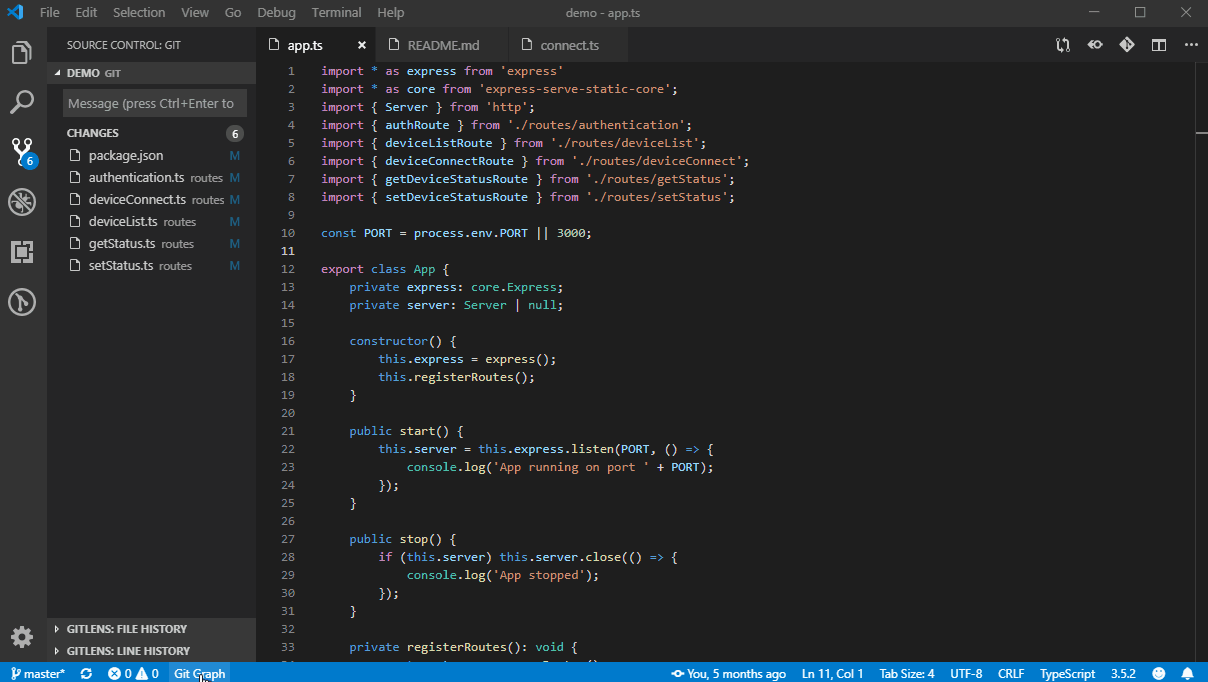 File Edit Selection View Go Debug Terminal Help
demo - app.ts
SOURCE CONTROL: GIT
DEMO GIT
Message (press Ctrl+Enter to
CHANGES 6
package.json M
authentication.ts routes M
deviceConnect.ts routes M
deviceList.ts routes M
getStatus.ts routes M
setStatus.ts routes M
6
GITLENS: FILE HISTORY
GITLENS: LINE HISTORY
app.ts × README.md connect.ts
1 import * as express from 'express'
2 import * as core from 'express-serve-static-core';
3 import { Server } from 'http';
4 import { authRoute } from './routes/authentication';
5 import { deviceListRoute } from './routes/deviceList';
6 import { deviceConnectRoute } from './routes/deviceConnect';
7 import { getDeviceStatusRoute } from './routes/getStatus';
8 import { setDeviceStatusRoute } from './routes/setStatus';
9
10 const PORT = process.env.PORT || 3000;
11
12 export class App {
13 private express: core.Express;
14 private server: Server | null;
15
16 constructor() {
17 this.express = express();
18 this.registerRoutes();
19 }
20
21 public start() {
22 this.server = this.express.listen(PORT, () => {
23 console.log('App running on port ' + PORT);
24 });
25 }
26
27 public stop() {
28 if (this.server) this.server.close(() => {
29 console.log('App stopped');
30 });
31 }
32
33 private registerRoutes(): void {
master* 0 0 Git Graph You, 5 months ago Ln 11, Col 1 Tab Size: 4 UTF-8 CRLF TypeScript 3.5.2